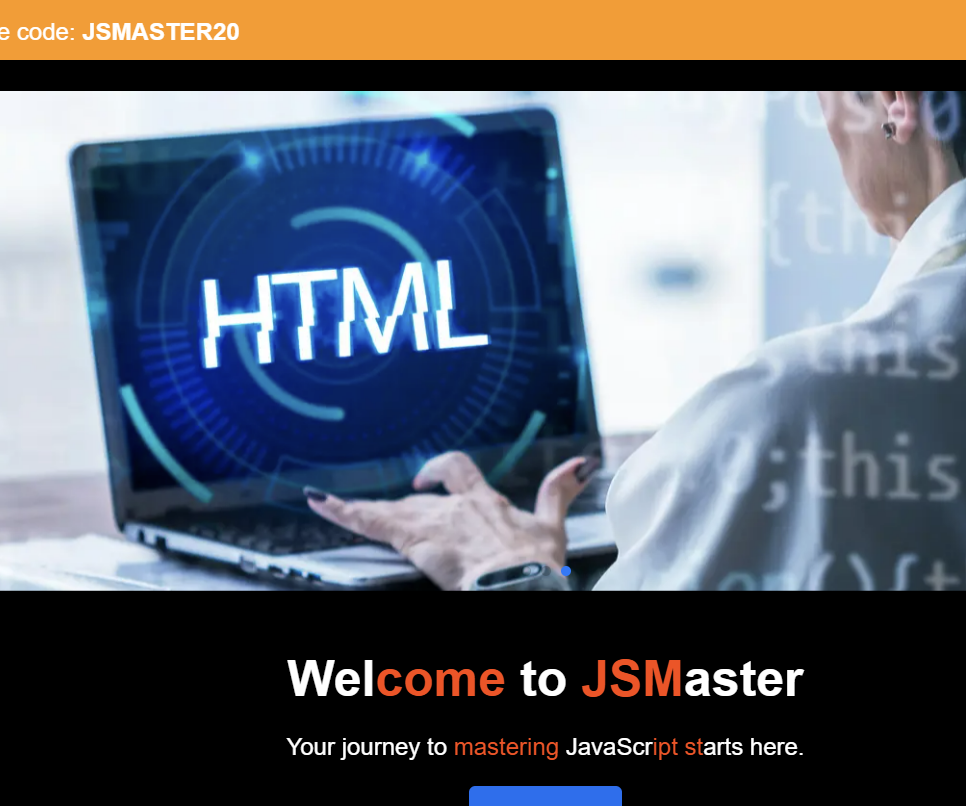 e code: JSMASTER20
HTML
{this
this
;this
(){t
Welcome to JSMaster
Your journey to mastering JavaScript starts here.